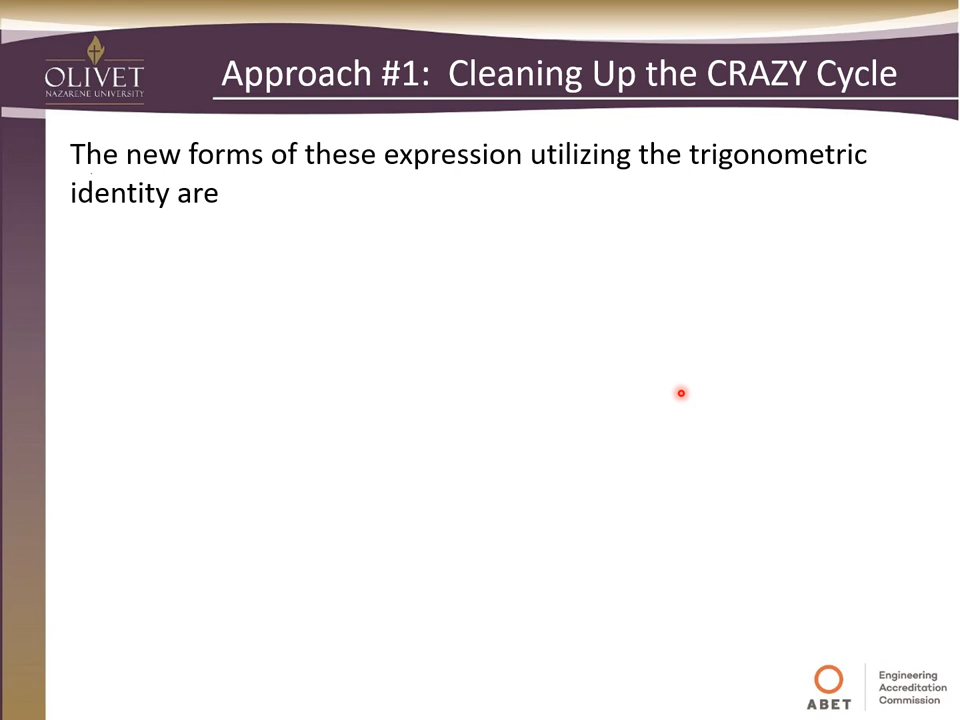 OLIVET
NAZARENE UNIVERSITY
Approach #1: Cleaning Up the CRAZY Cycle
The new forms of these expression utilizing the trigonometric
identity are
ABET
Engineering
Accreditation
Commission